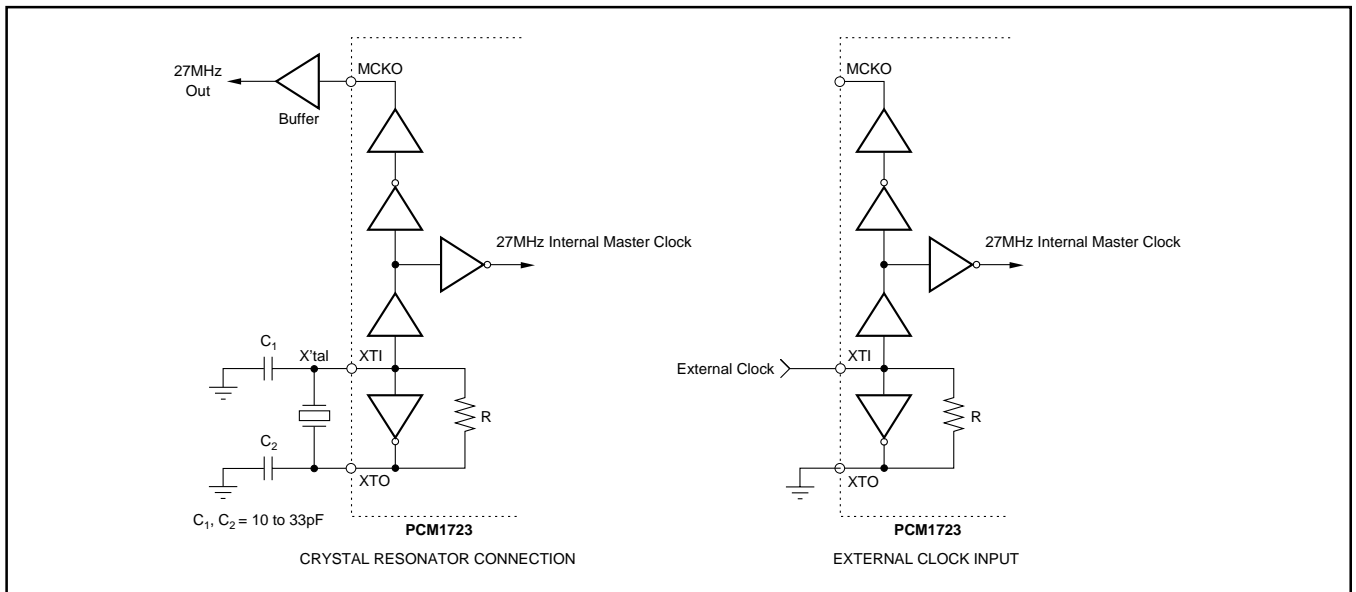 27MHz
Out
Buffer
MCKO
27MHz Internal Master Clock
C1
X'tal
XTI
R
C2
XTO
C1, C2 = 10 to 33pF
PCM1723
CRYSTAL RESONATOR CONNECTION
MCKO
27MHz Internal Master Clock
External Clock
XTI
R
XTO
PCM1723
EXTERNAL CLOCK INPUT